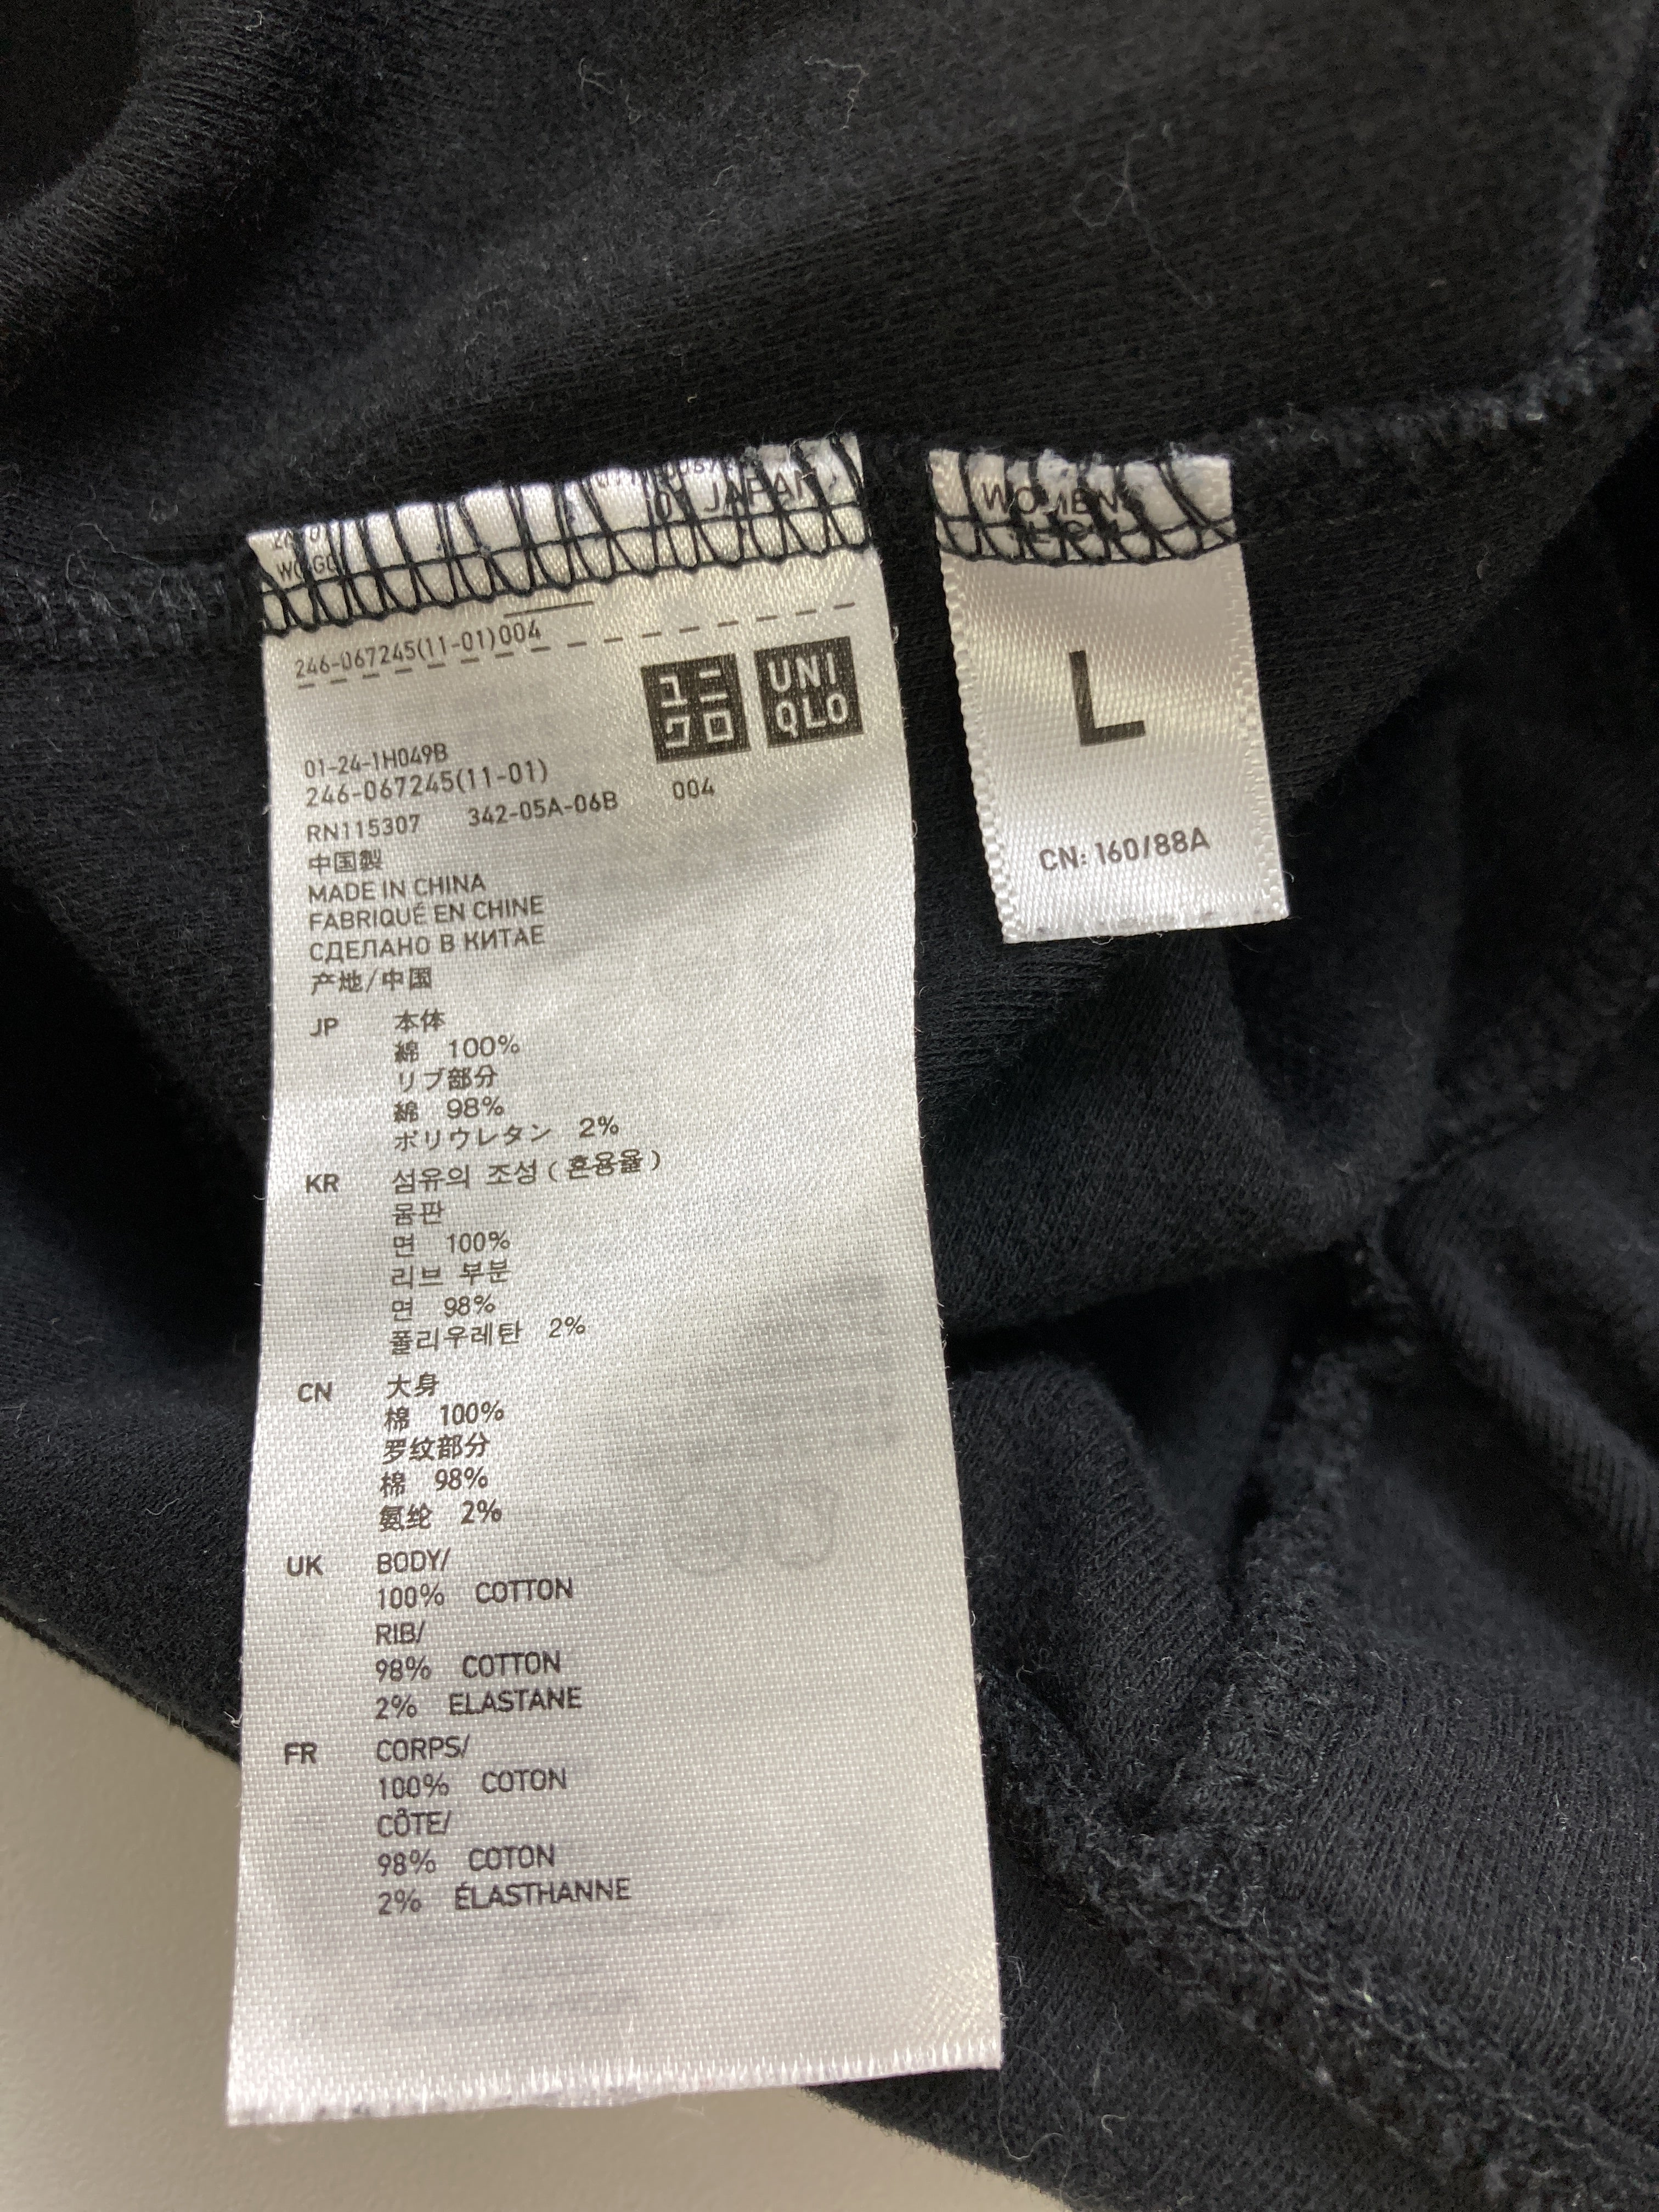 OF JAPAN
246-067245(11-01)004
ユニ
クロ
UNI
QLO
01-24-1H049B
246-067245(11-01)
RN115307 342-05A-06B 004
中国製
MADE IN CHINA
FABRIQUÉ EN CHINE
СДЕЛАНО В КИТАЕ
产地/中国
JP 本体
綿 100%
リブ部分
綿 98%
ポリウレタン 2%
KR 섬유의 조성(혼용율)
몸판
면 100%
리브 부분
면 98%
폴리우레탄 2%
CN 大身
棉 100%
罗纹部分
棉 98%
氨纶 2%
UK BODY/
100% COTTON
RIB/
98% COTTON
2% ELASTANE
FR CORPS/
100% COTON
CÔTE/
98% COTON
2% ÉLASTHANNE
WOMEN
L
CN: 160/88A